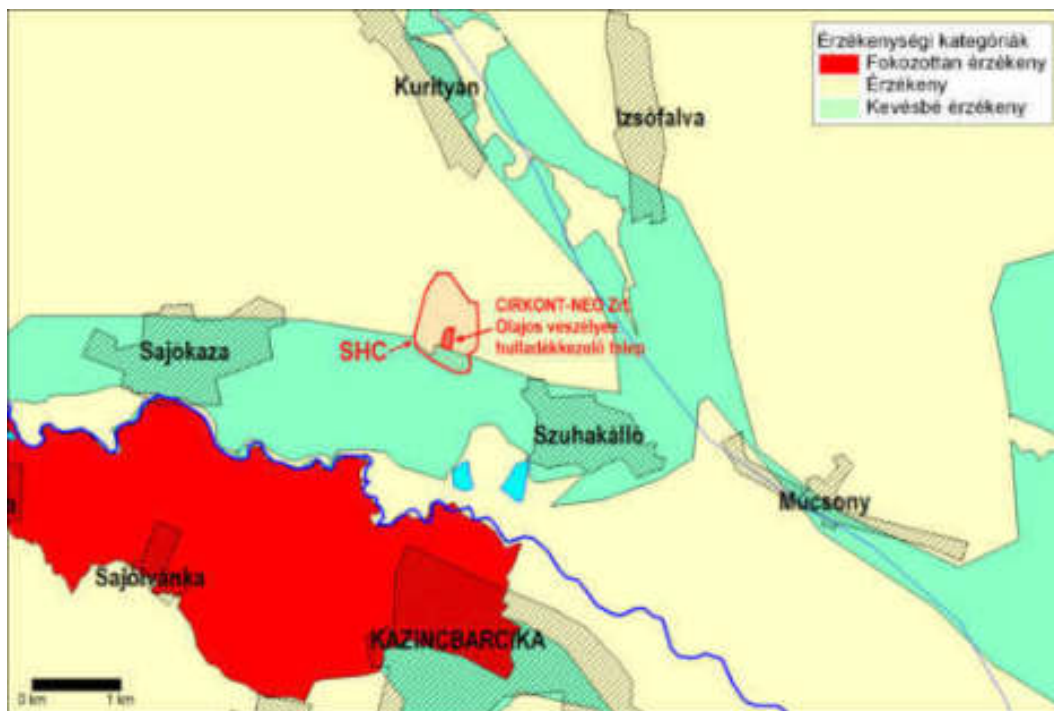 Érzékenységi kategóriák
Fokozottan érzékeny
Érzékeny
Kevésbé érzékeny
Kurityán
Izsófalva
CIRKONT-NEO Zrt.
Olajos veszélyes
hulladékkezelő telep
SHC
Sajókaza
Szuhakálló
Múcsony
Sajóivánka
KAZINCBARCIKA
0 km 1 km